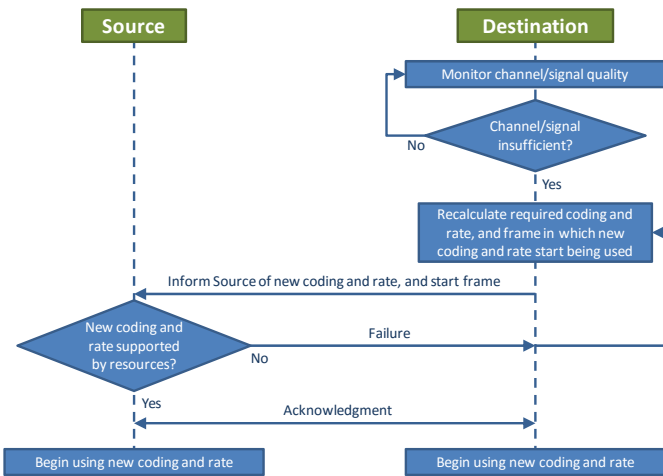 Source
Destination
Monitor channel/signal quality
Channel/signal
insufficient?
No
Yes
Recalculate required coding and
rate, and frame in which new
coding and rate start being used
Inform Source of new coding and rate, and start frame
New coding and
rate supported
by resources?
Failure
No
Yes
Acknowledgment
Begin using new coding and rate
Begin using new coding and rate